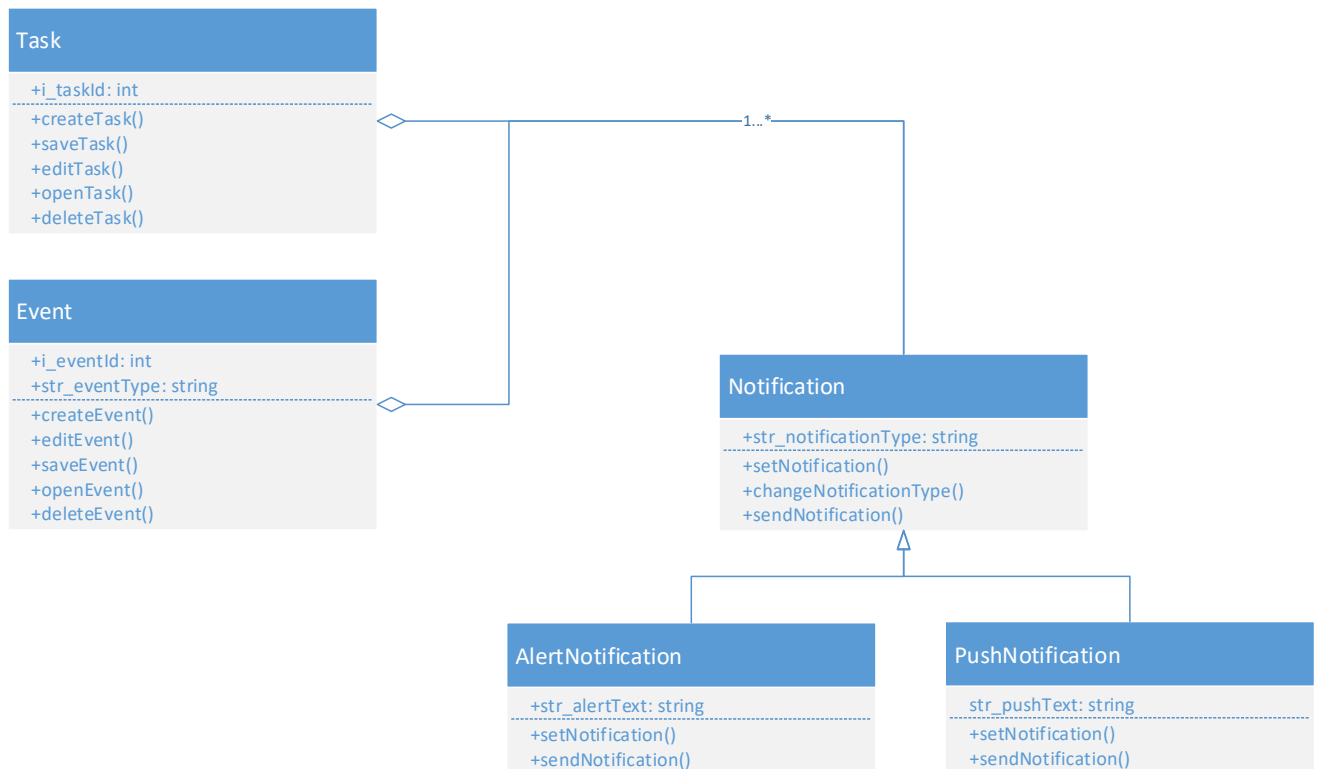 Task
+i_taskId: int
+createTask()
+saveTask()
+editTask()
+openTask()
+deleteTask()
1...*
Event
+i_eventId: int
+str_eventType: string
+createEvent()
+editEvent()
+saveEvent()
+openEvent()
+deleteEvent()
Notification
+str_notificationType: string
+setNotification()
+changeNotificationType()
+sendNotification()
AlertNotification
+str_alertText: string
+setNotification()
+sendNotification()
PushNotification
str_pushText: string
+setNotification()
+sendNotification()